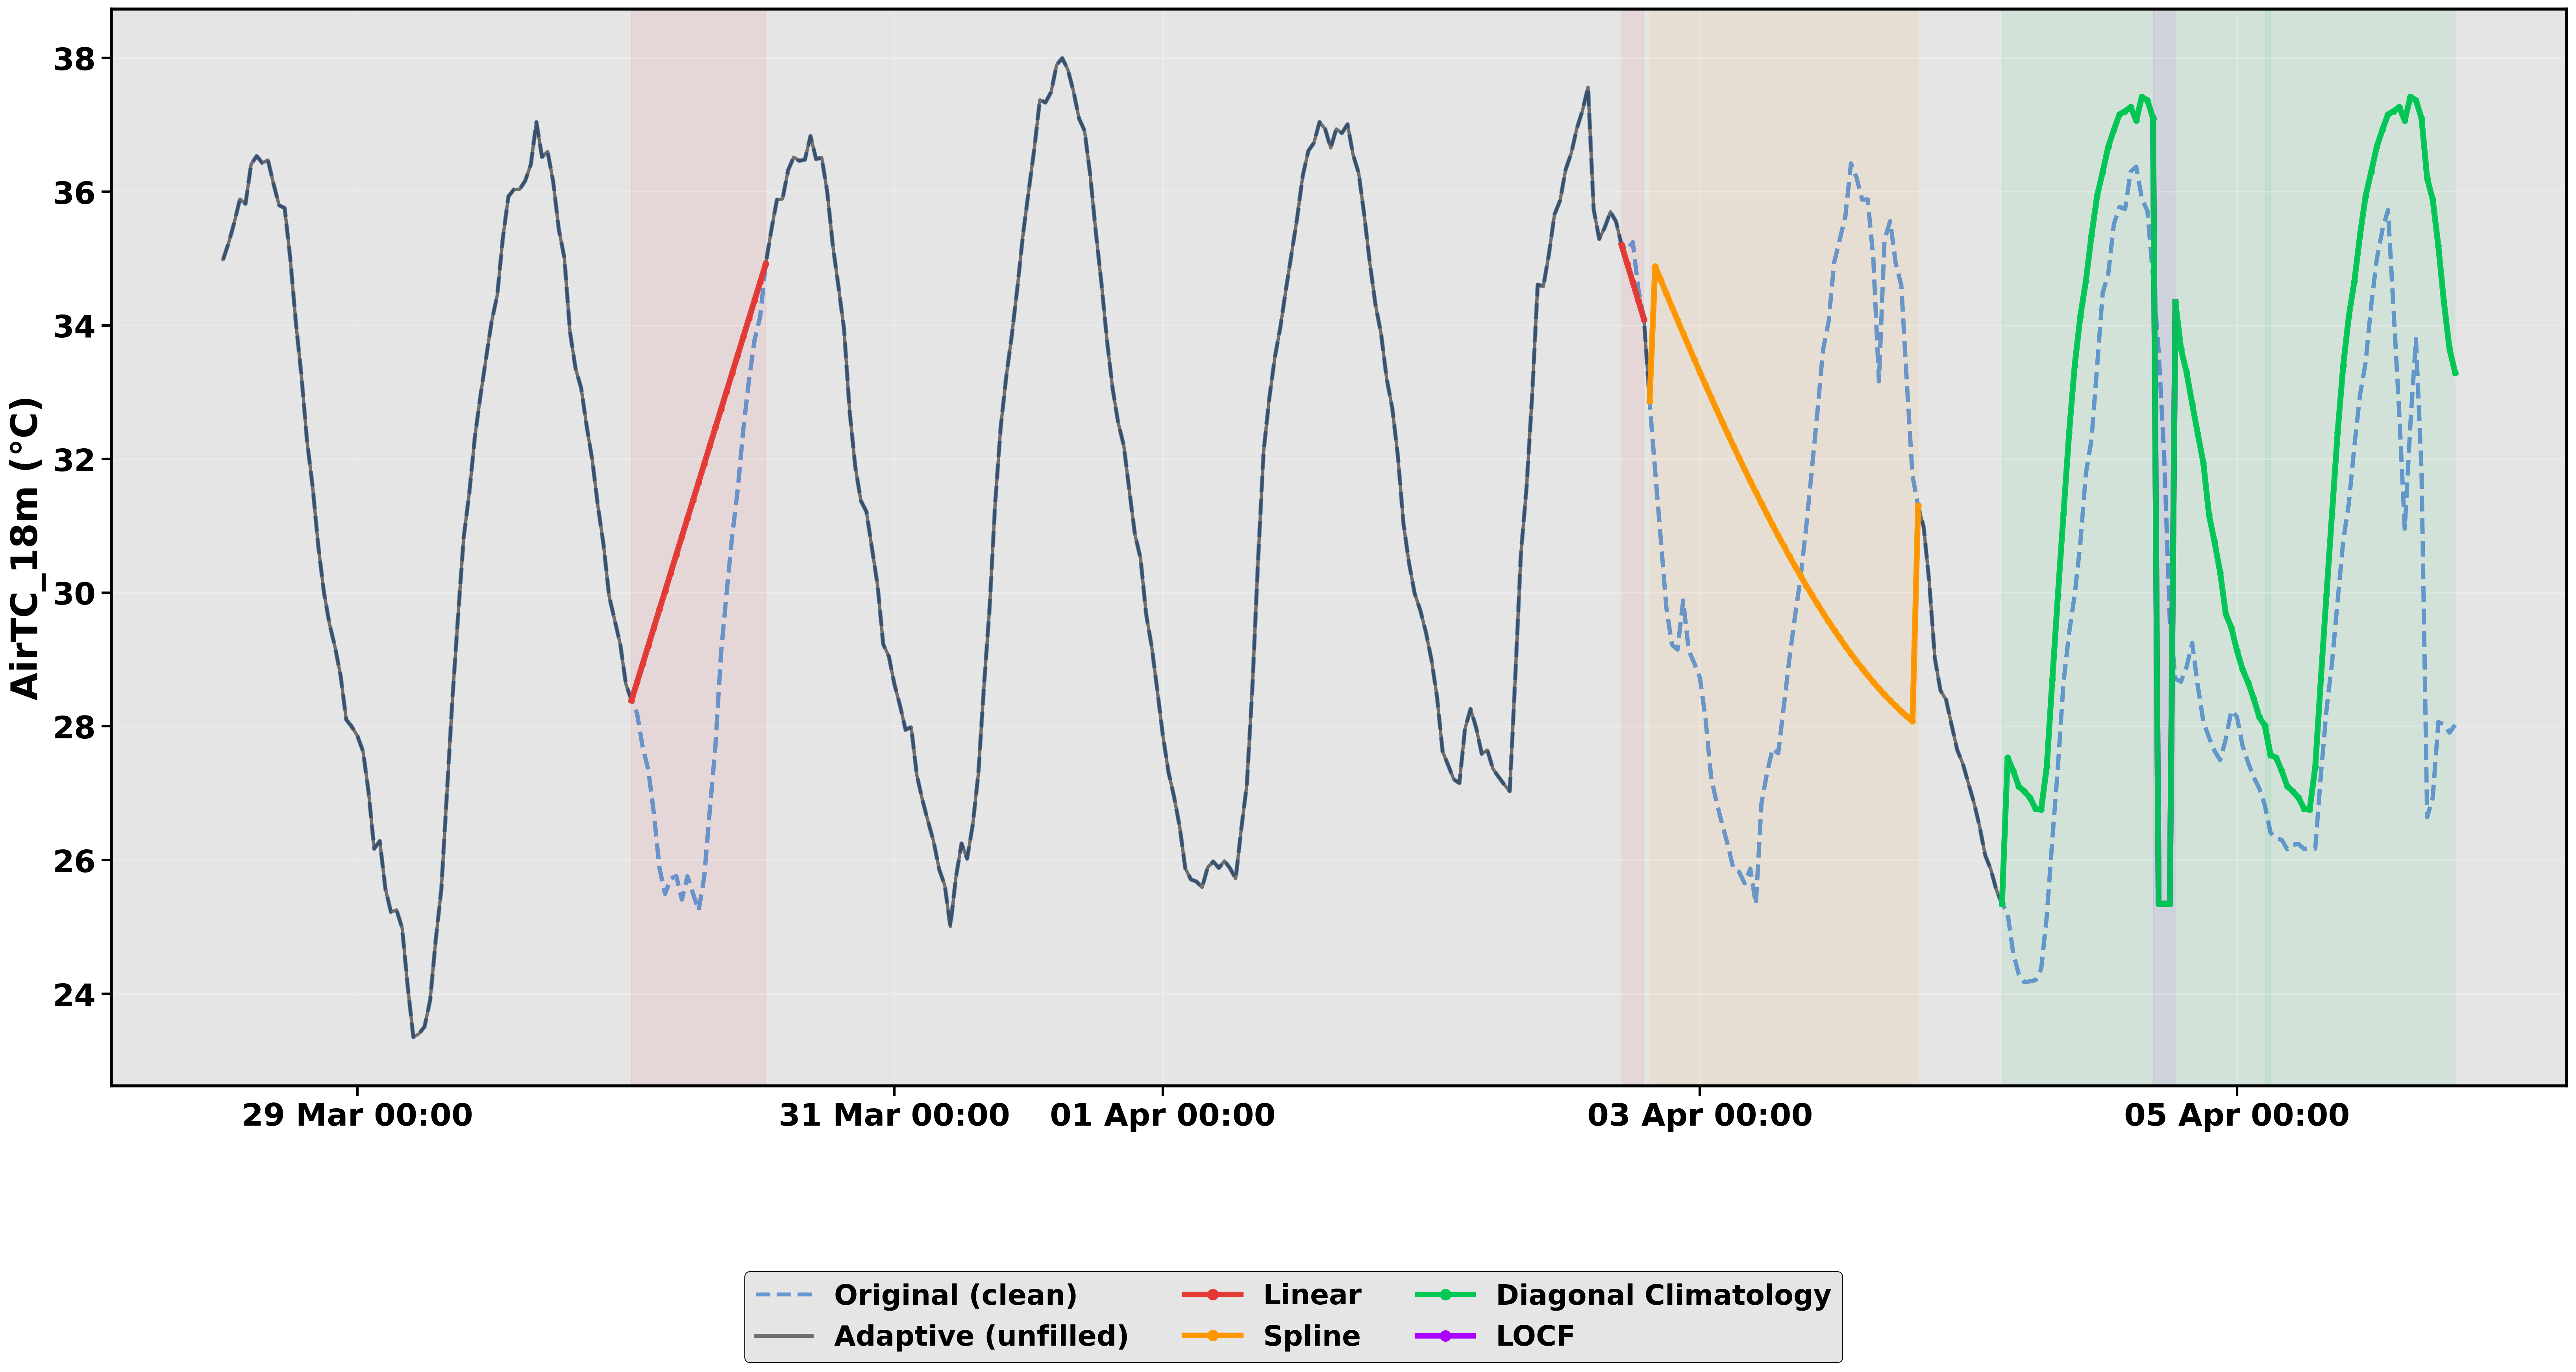 AirTC_18m (°C)
38
36
34
32
30
28
26
24
29 Mar 00:00
31 Mar 00:00
01 Apr 00:00
03 Apr 00:00
05 Apr 00:00
Original (clean)
Adaptive (unfilled)
Linear
Spline
Diagonal Climatology
LOCF